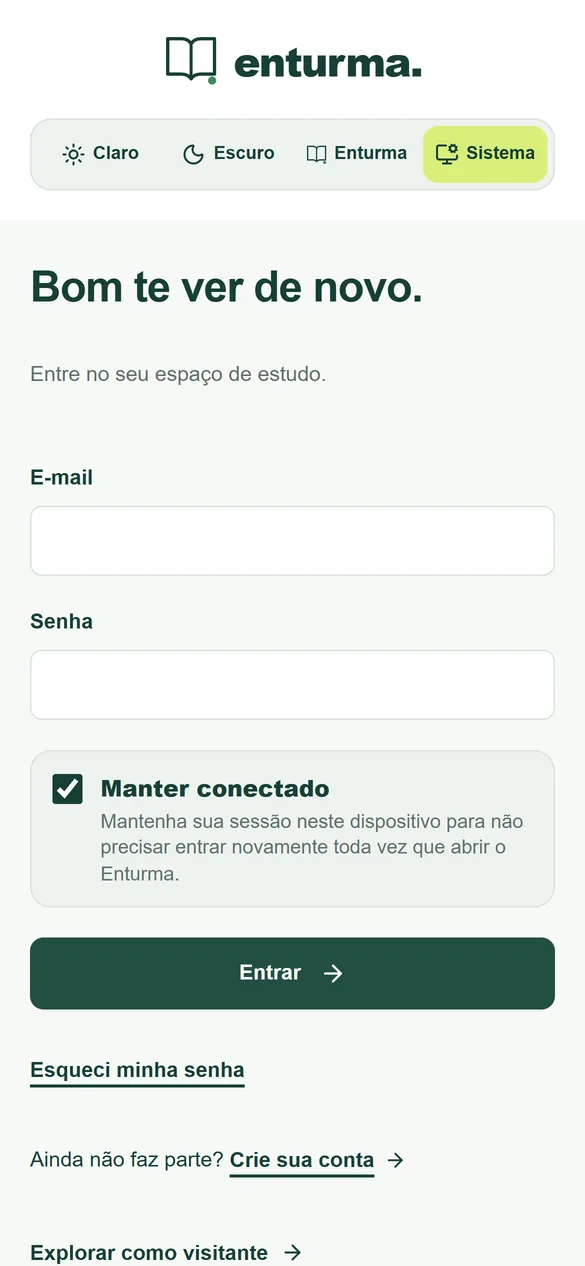 enturma.
Claro
Escuro
Enturma
Sistema
Bom te ver de novo.
Entre no seu espaço de estudo.
E-mail
Senha
Manter conectado
Mantenha sua sessão neste dispositivo para não
precisar entrar novamente toda vez que abrir o
Enturma.
Entrar →
Esqueci minha senha
Ainda não faz parte? Crie sua conta →
Explorar como visitante →